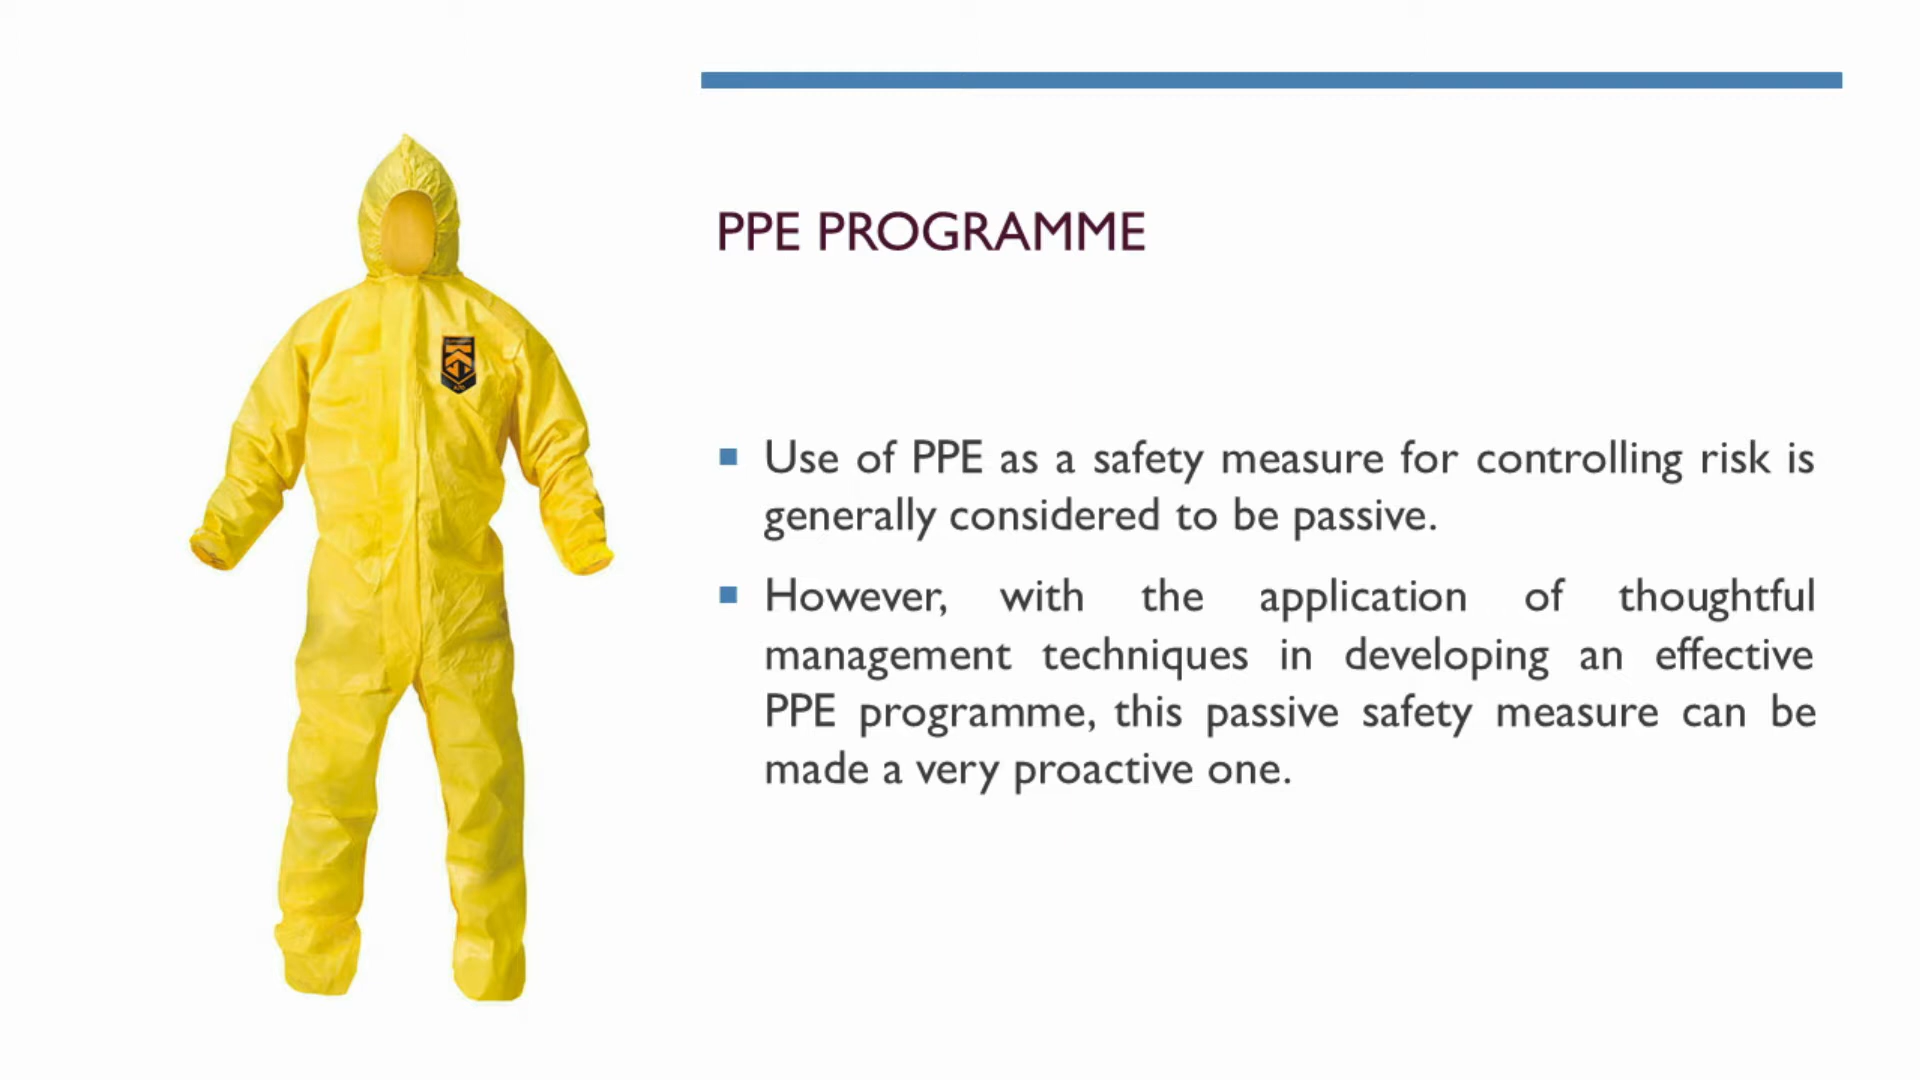 PPE PROGRAMME
Use of PPE as a safety measure for controlling risk is
generally considered to be passive.
However, with the application of thoughtful
management techniques in developing an effective
PPE programme, this passive safety measure can be
made a very proactive one.